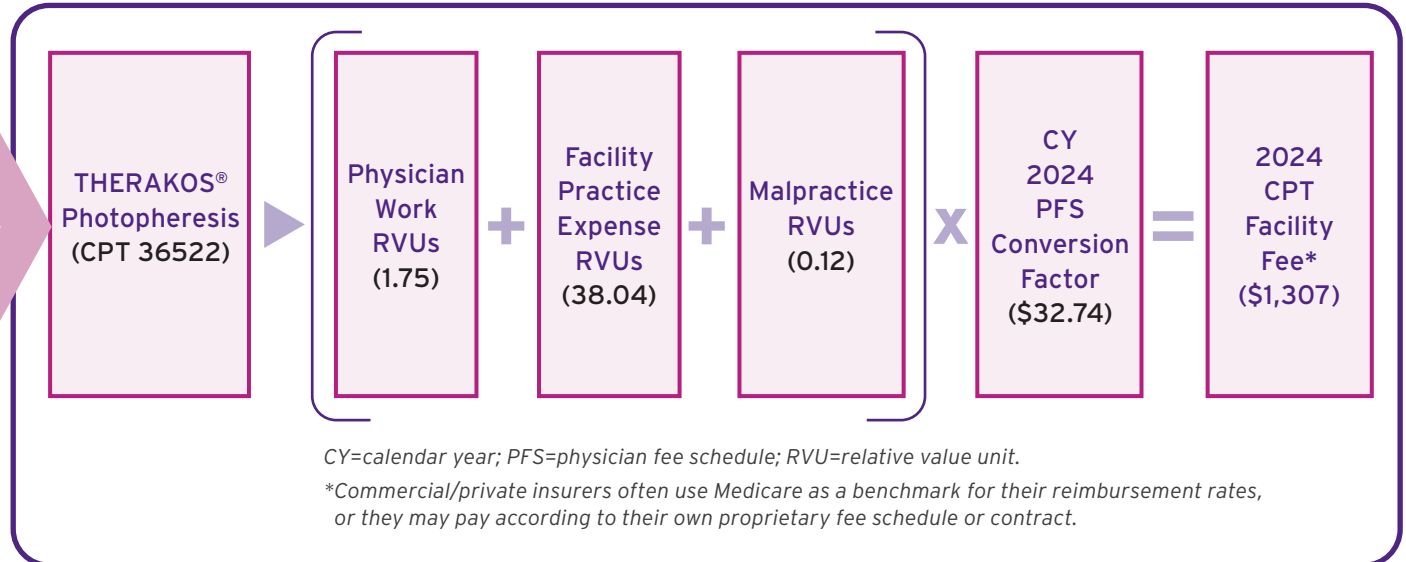 THERAKOS®
Photopheresis
(CPT 36522)
Physician
Work
RVUs
(1.75)
+
Facility
Practice
Expense
RVUs
(38.04)
+
Malpractice
RVUs
(0.12)
x
CY
2024
PFS
Conversion
Factor
($32.74)
=
2024
CPT
Facility
Fee*
($1,307)
CY=calendar year; PFS=physician fee schedule; RVU=relative value unit.
*Commercial/private insurers often use Medicare as a benchmark for their reimbursement rates,
or they may pay according to their own proprietary fee schedule or contract.